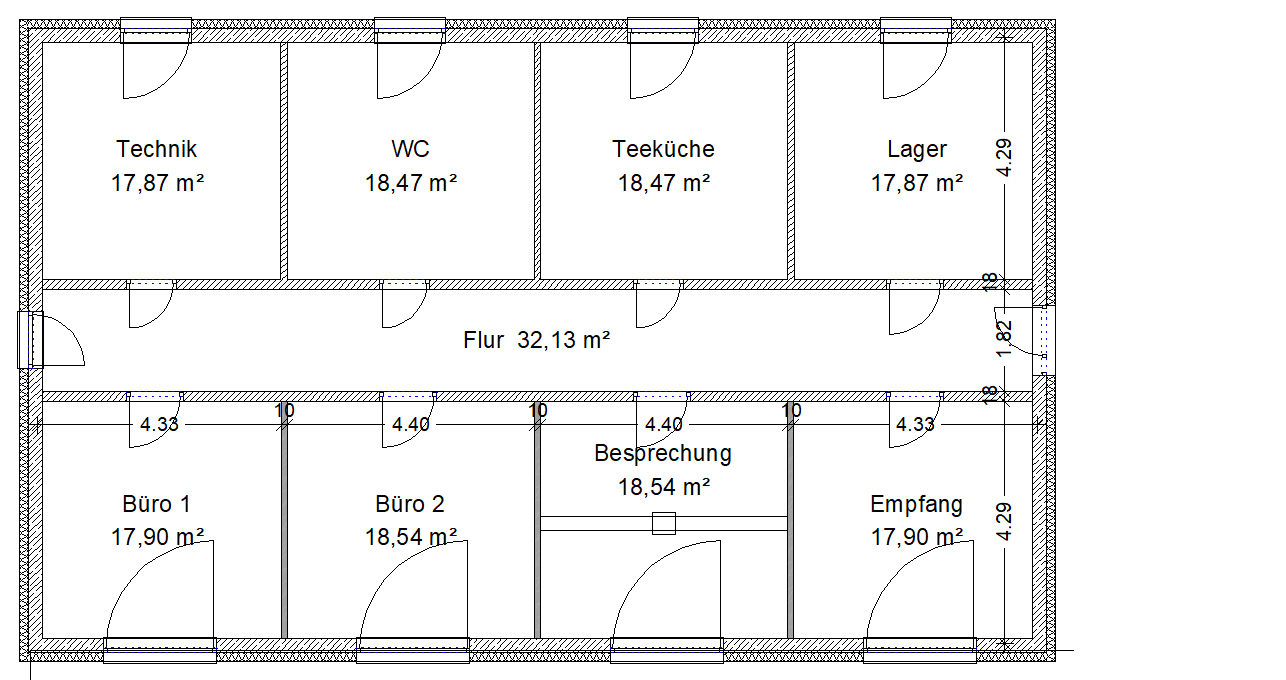 Technik
17,87 m²
WC
18,47 m²
Teeküche
18,47 m²
Lager
17,87 m²
4.29
18
Flur 32,13 m²
1.82
18
10
10
10
4.33
4.40
4.40
4.33
Besprechung
18,54 m²
Büro 1
17,90 m²
Büro 2
18,54 m²
Empfang
17,90 m²
4.29